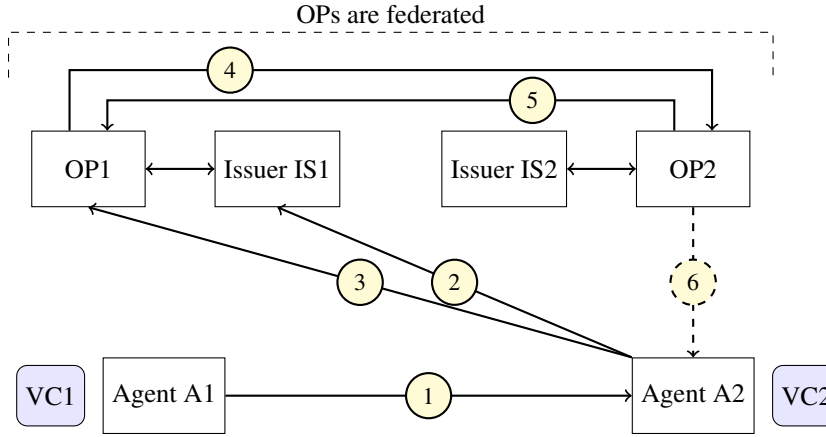 OPs are federated
4
5
OP1
Issuer IS1
Issuer IS2
OP2
3
2
6
VC1
Agent A1
1
Agent A2
VC2